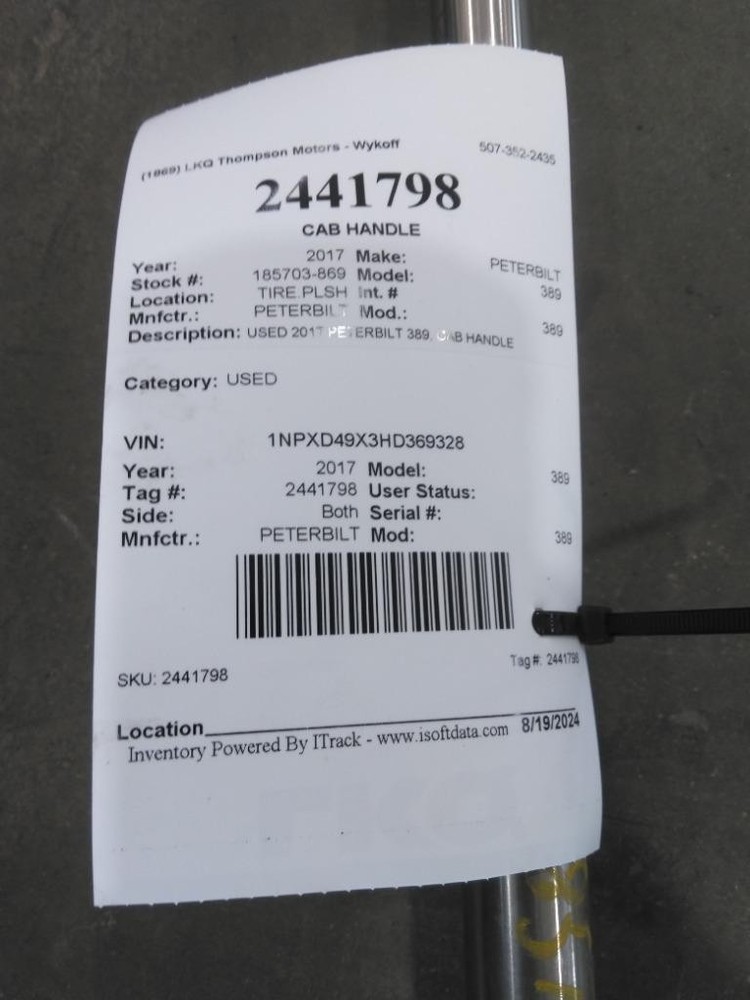 (1869) LKQ Thompson Motors - Wykoff 507-352-2435
2441798
CAB HANDLE
Year: 2017 Make: PETERBILT
Stock #: 185703-869 Model: 389
Location: TIRE.PLSH Int. #
Mnfctr.: PETERBILT Mod.: 389
Description: USED 2017 PETERBILT 389, CAB HANDLE
Category: USED
VIN: 1NPXD49X3HD369328
Year: 2017 Model: 389
Tag #: 2441798 User Status:
Side: Both Serial #:
Mnfctr.: PETERBILT Mod: 389
Tag #: 2441798
SKU: 2441798
Location
Inventory Powered By ITrack - www.isoftdata.com 8/19/2024